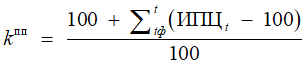 k^пп = (100 + ∑_{tф}^{t} (ИПЦ_t − 100)) / 100